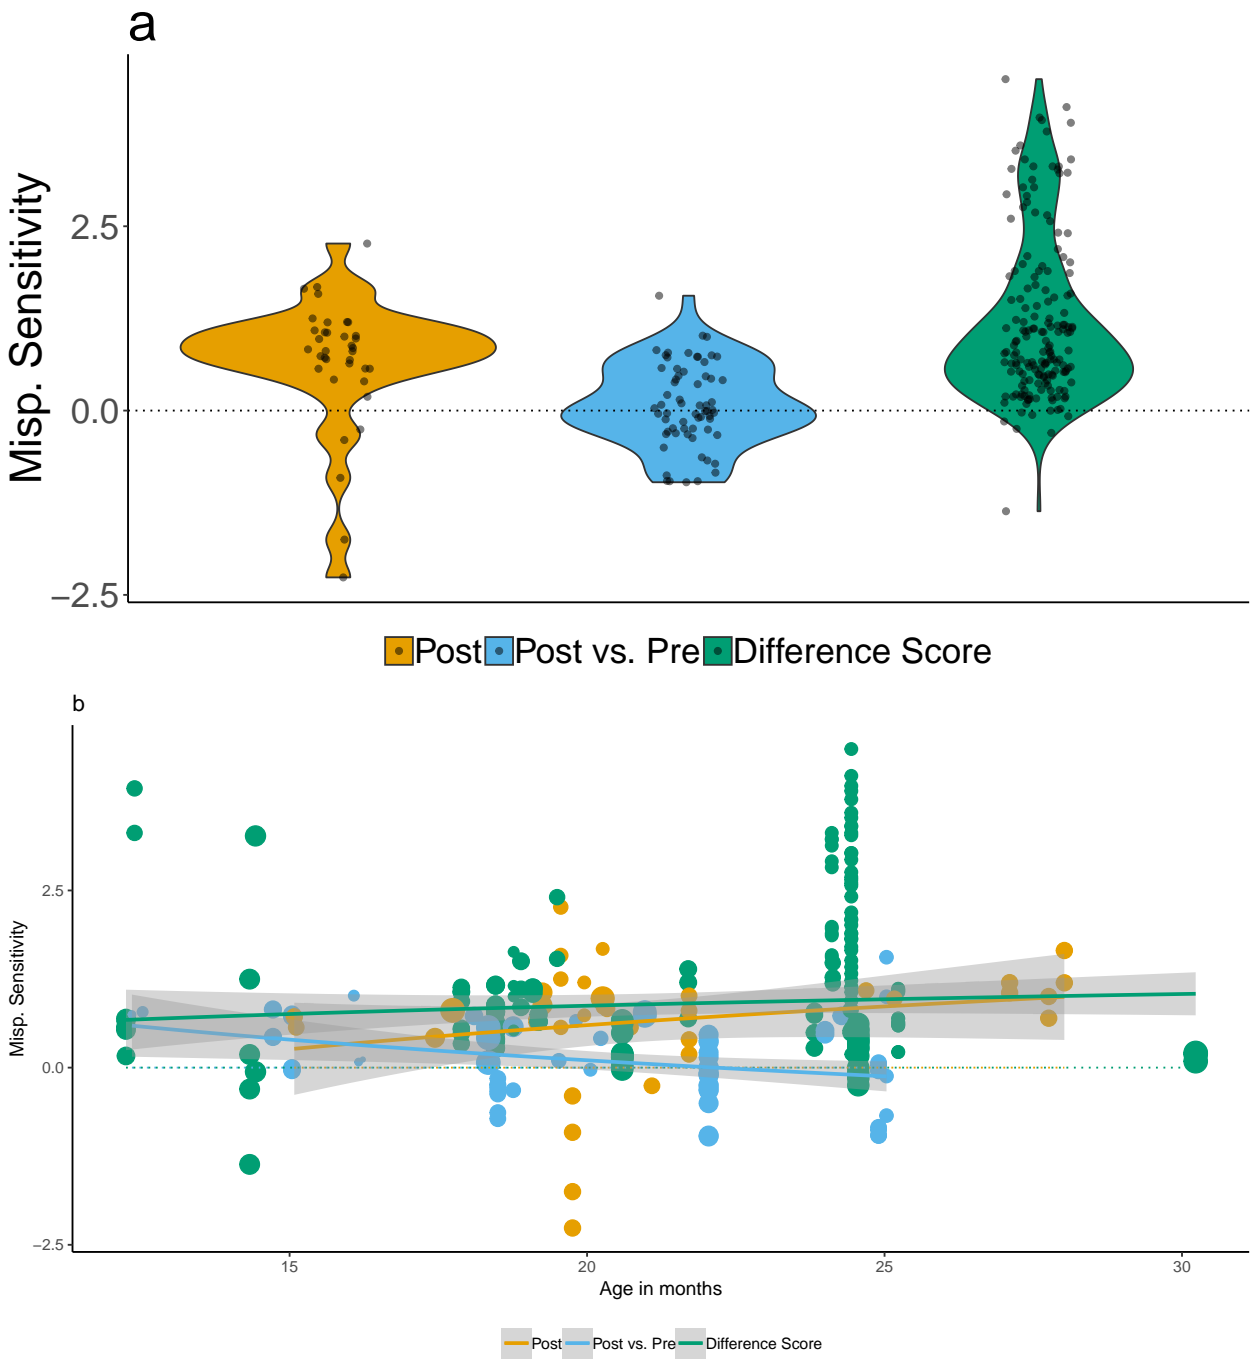 a
Misp. Sensitivity
2.5
0.0
−2.5
Post Post vs. Pre Difference Score
b
Misp. Sensitivity
2.5
0.0
−2.5
15 20 25 30
Age in months
Post Post vs. Pre Difference Score